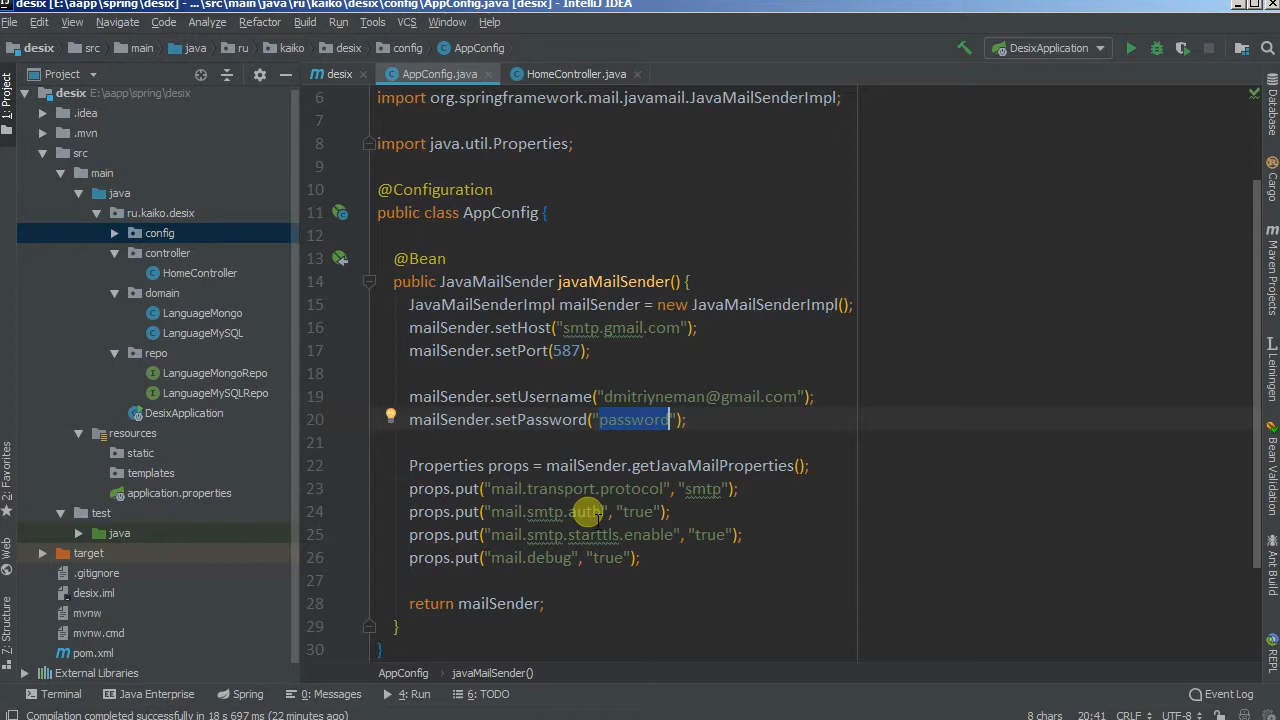 desix [E:\aapp\spring\desix] - ...\src\main\java\ru\kaiko\desix\config\AppConfig.java [desix] - IntelliJ IDEA
File Edit View Navigate Code Analyze Refactor Build Run Tools VCS Window Help
desix src main java ru kaiko desix config AppConfig DesixApplication
Project desix AppConfig.java HomeController.java
desix E:\aapp\spring\desix
.idea
.mvn
src
main
java
ru.kaiko.desix
config
controller
HomeController
domain
LanguageMongo
LanguageMySQL
repo
LanguageMongoRepo
LanguageMySQLRepo
DesixApplication
resources
static
templates
application.properties
test
java
target
.gitignore
desix.iml
mvnw
mvnw.cmd
pom.xml
External Libraries
1: Project
2: Favorites
Web
7: Structure
6 import org.springframework.mail.javamail.JavaMailSenderImpl;
7
8 import java.util.Properties;
9
10 @Configuration
11 public class AppConfig {
12
13 @Bean
14 public JavaMailSender javaMailSender() {
15 JavaMailSenderImpl mailSender = new JavaMailSenderImpl();
16 mailSender.setHost("smtp.gmail.com");
17 mailSender.setPort(587);
18
19 mailSender.setUsername("dmitriyneman@gmail.com");
20 mailSender.setPassword("password");
21
22 Properties props = mailSender.getJavaMailProperties();
23 props.put("mail.transport.protocol", "smtp");
24 props.put("mail.smtp.auth", "true");
25 props.put("mail.smtp.starttls.enable", "true");
26 props.put("mail.debug", "true");
27
28 return mailSender;
29 }
30 }
AppConfig javaMailSender()
Database
Cargo
Maven Projects
Leiningen
Ant Build
REPL
Terminal Java Enterprise Spring 0: Messages 4: Run 6: TODO Event Log
Compilation completed successfully in 18 s 697 ms (22 minutes ago) 8 chars 20:41 CRLF UTF-8